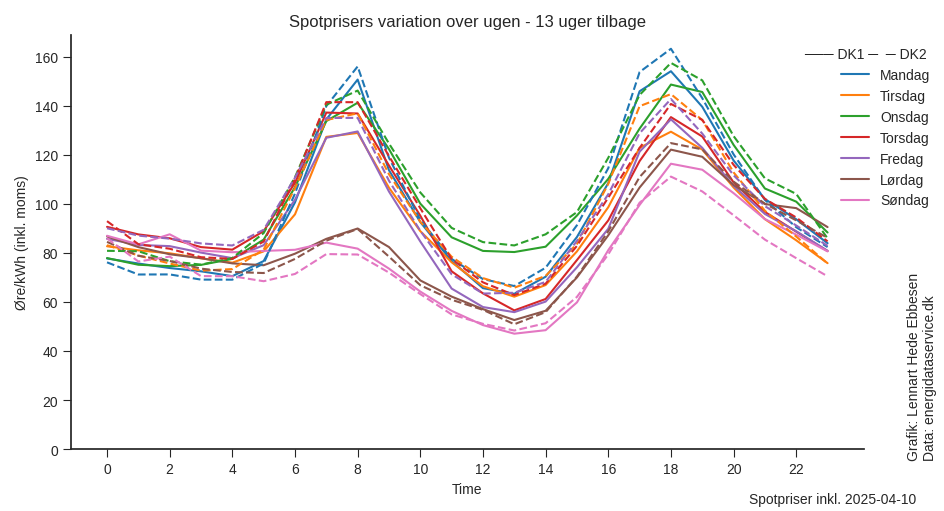 Spotprisers variation over ugen - 13 uger tilbage
DK1 DK2
Mandag
Tirsdag
Onsdag
Torsdag
Fredag
Lørdag
Søndag
Øre/kWh (inkl. moms)
160
140
120
100
80
60
40
20
0
0 2 4 6 8 10 12 14 16 18 20 22
Time
Grafik: Lennart Hede Ebbesen
Data: energidataservice.dk
Spotpriser inkl. 2025-04-10